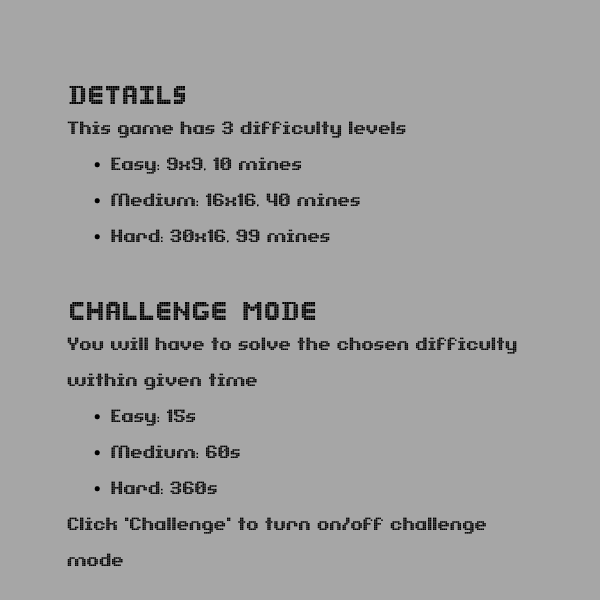 DETAILS
This game has 3 difficulty levels
• Easy: 9x9, 10 mines
• Medium: 16x16, 40 mines
• Hard: 30x16, 99 mines
CHALLENGE MODE
You will have to solve the chosen difficulty
within given time
• Easy: 15s
• Medium: 60s
• Hard: 360s
Click "Challenge" to turn on/off challenge
mode